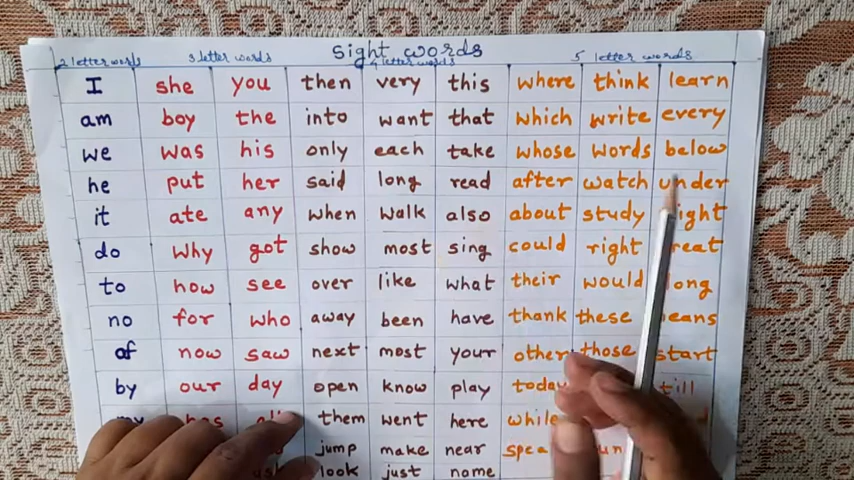 sight words
2 letter words 3 letter words 4 letter words 5 letter words
I she you then very this where think learn
am boy the into want that which write every
we was his only each take whose words below
he put her said long read after watch under
it ate any when walk also about study
do why got show most sing could right
to how see over like what their would
no for who away been have thank these
of now saw next most your other those start
by our day open know play today
has them went here while
jump make near
look just name